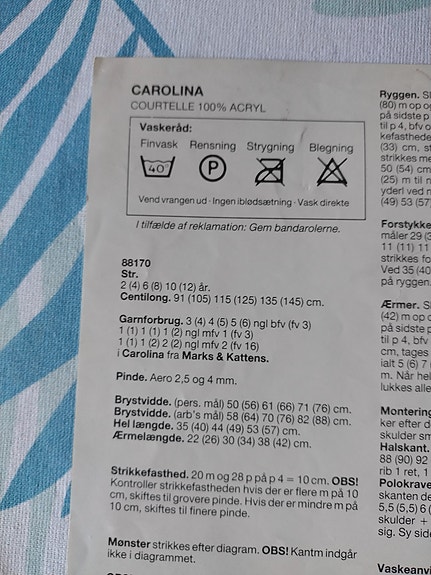 CAROLINA
COURTELLE 100% ACRYL
Vaskeråd:
Finvask Rensning Strygning Blegning
40° P
Vend vrangen ud · Ingen iblødsætning · Vask direkte
I tilfælde af reklamation: Gem bandarolerne.
88170
Str.
2 (4) 6 (8) 10 (12) år.
Centilong. 91 (105) 115 (125) 135 (145) cm.
Garnforbrug. 3 (4) 4 (5) 5 (6) ngl bfv (fv 3)
1 (1) 1 (1) 1 (2) ngl mfv 1 (fv 3)
1 (1) 1 (2) 2 (2) ngl mfv 2 (fv 16)
i Carolina fra Marks & Kattens.
Pinde. Aero 2,5 og 4 mm.
Brystvidde. (pers. mål) 50 (56) 61 (66) 71 (76) cm.
Brystvidde. (arb's mål) 58 (64) 70 (76) 82 (88) cm.
Hel længde. 35 (40) 44 (49) 53 (57) cm.
Ærmelængde. 22 (26) 30 (34) 38 (42) cm.
Strikkefasthed. 20 m og 28 p på p 4 = 10 cm. OBS!
Kontroller strikkefastheden Hvis der er flere m på 10
cm, skiftes til grovere pinde. Hvis der er mindre m på
10 cm, skiftes til finere pinde.
Mønster strikkes efter diagram. OBS! Kantm indgår
ikke i diagrammet.
Ryggen.
(80) m op og
på sidste p
til p 4, bfv o
kefastheden
(33) cm, st
strikkes me
50 (54) cm
(25) m til n
yderl ved n
(49) 53 (57
Forstykke
måler 29 (3
11 (11) 11
strikkes fo
Ved 35 (40
på ryggen.
Ærmer. S
(42) m op o
på sidste p
til p 4, bfv
cm, tages
ialt 5 (6) 7
m. Når hel
lukkes alle
Montering
ker efter d
skulder sm
Halskant.
88 (90) 92
rib 1 ret, 1
Polokrave
skanten de
5,5 (5,5) 6
skulder +
sig. Sy side
Vaskeanvi